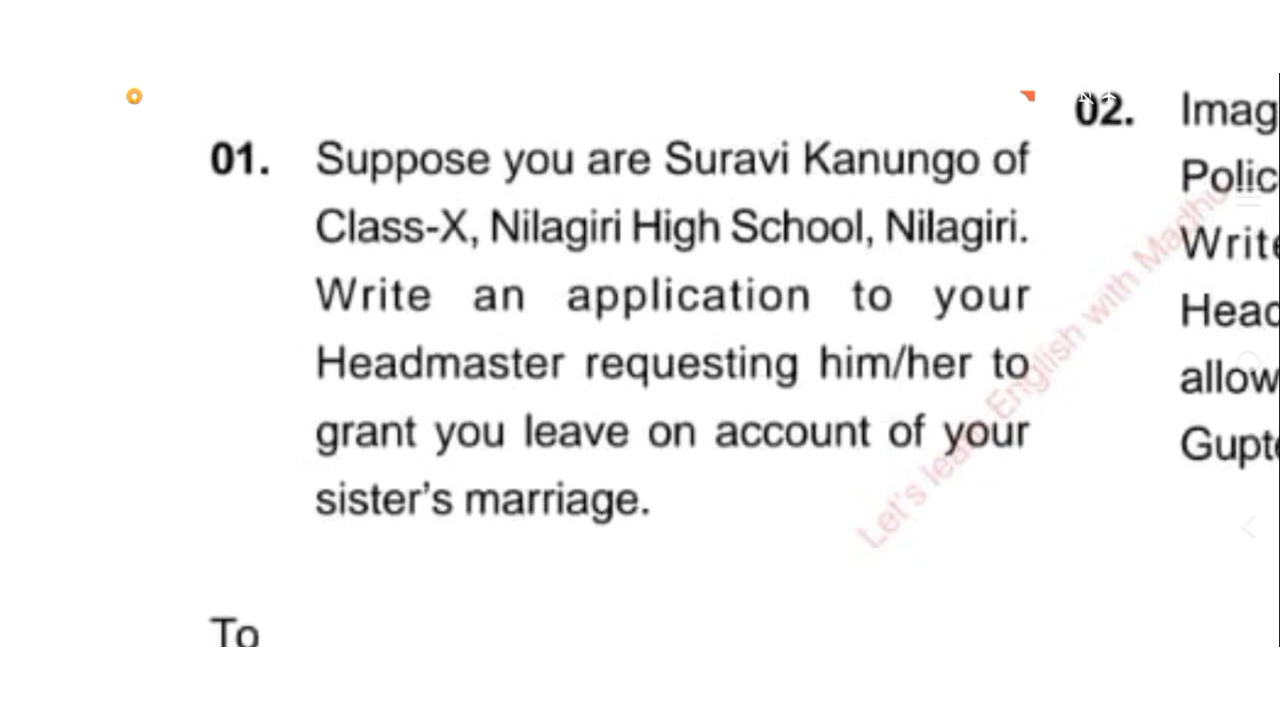 01. Suppose you are Suravi Kanungo of
Class-X, Nilagiri High School, Nilagiri.
Write an application to your
Headmaster requesting him/her to
grant you leave on account of your
sister's marriage.
To
02. Imag
Polic
Write
Head
allow
Gupt
Let's learn English with Madhu